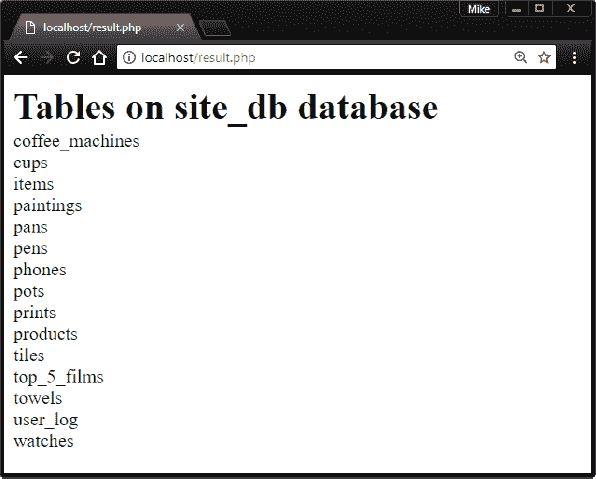 Mike
localhost/result.php
localhost/result.php
Tables on site_db database
coffee_machines
cups
items
paintings
pans
pens
phones
pots
prints
products
tiles
top_5_films
towels
user_log
watches